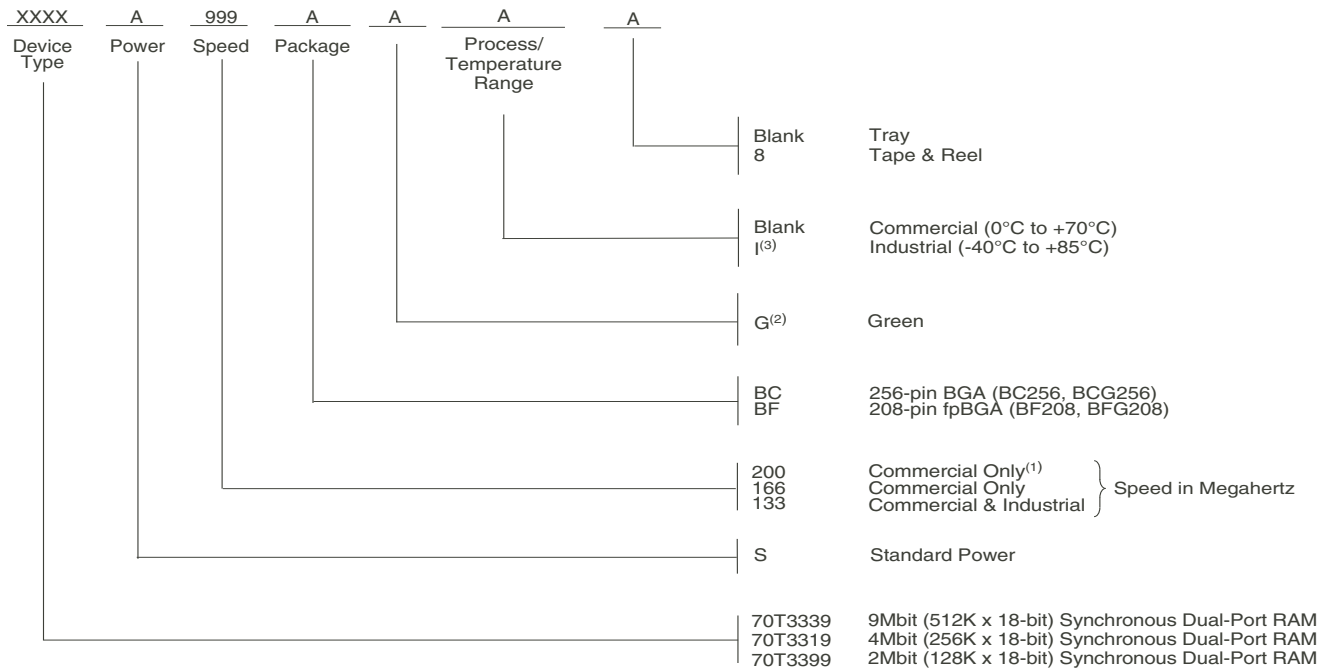 XXXX A 999 A A A A
Device Type Power Speed Package Process/ Temperature Range
Blank Tray
8 Tape & Reel
Blank Commercial (0°C to +70°C)
I(3) Industrial (-40°C to +85°C)
G(2) Green
BC 256-pin BGA (BC256, BCG256)
BF 208-pin fpBGA (BF208, BFG208)
200 Commercial Only(1)
166 Commercial Only Speed in Megahertz
133 Commercial & Industrial
S Standard Power
70T3339 9Mbit (512K x 18-bit) Synchronous Dual-Port RAM
70T3319 4Mbit (256K x 18-bit) Synchronous Dual-Port RAM
70T3399 2Mbit (128K x 18-bit) Synchronous Dual-Port RAM